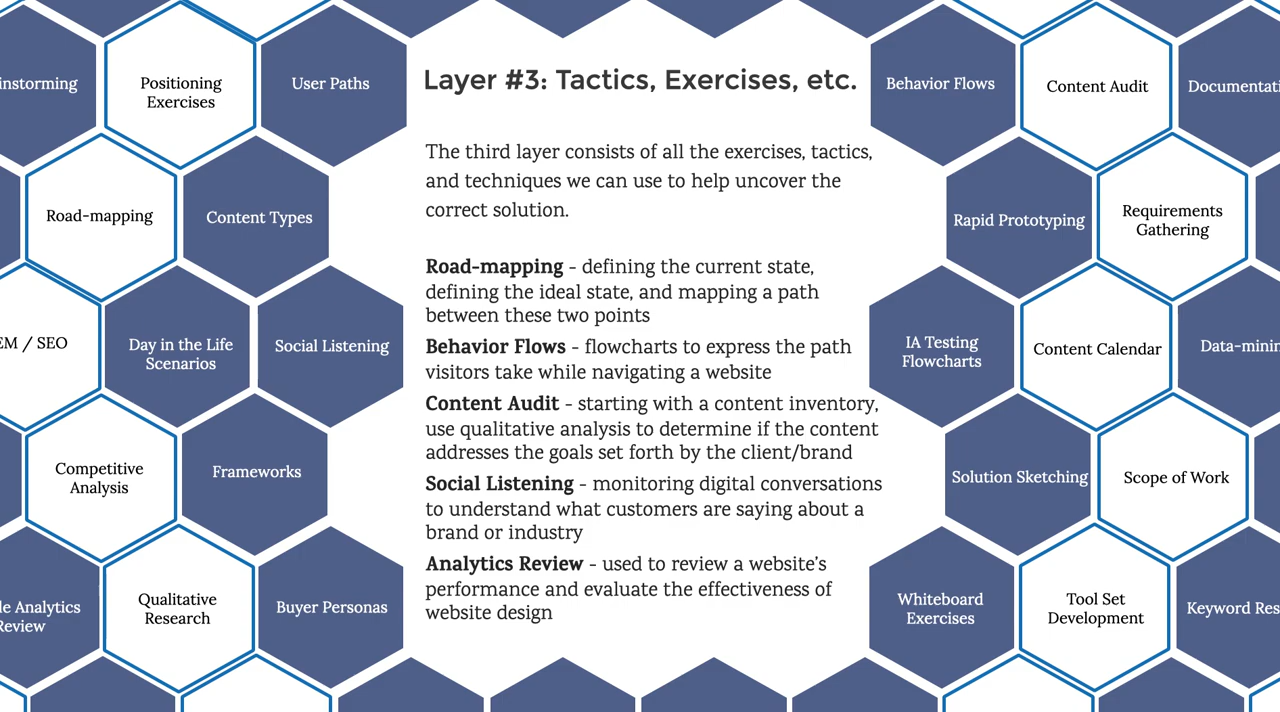 Positioning
Exercises
User Paths
Road-mapping
Content Types
EM / SEO
Day in the Life
Scenarios
Social Listening
Competitive
Analysis
Frameworks
Analytics
Review
Qualitative
Research
Buyer Personas
Layer #3: Tactics, Exercises, etc.
The third layer consists of all the exercises, tactics,
and techniques we can use to help uncover the
correct solution.
Road-mapping - defining the current state,
defining the ideal state, and mapping a path
between these two points
Behavior Flows - flowcharts to express the path
visitors take while navigating a website
Content Audit - starting with a content inventory,
use qualitative analysis to determine if the content
addresses the goals set forth by the client/brand
Social Listening - monitoring digital conversations
to understand what customers are saying about a
brand or industry
Analytics Review - used to review a website's
performance and evaluate the effectiveness of
website design
Behavior Flows
Content Audit
Rapid Prototyping
Requirements
Gathering
IA Testing
Flowcharts
Content Calendar
Solution Sketching
Scope of Work
Whiteboard
Exercises
Tool Set
Development
Keyword